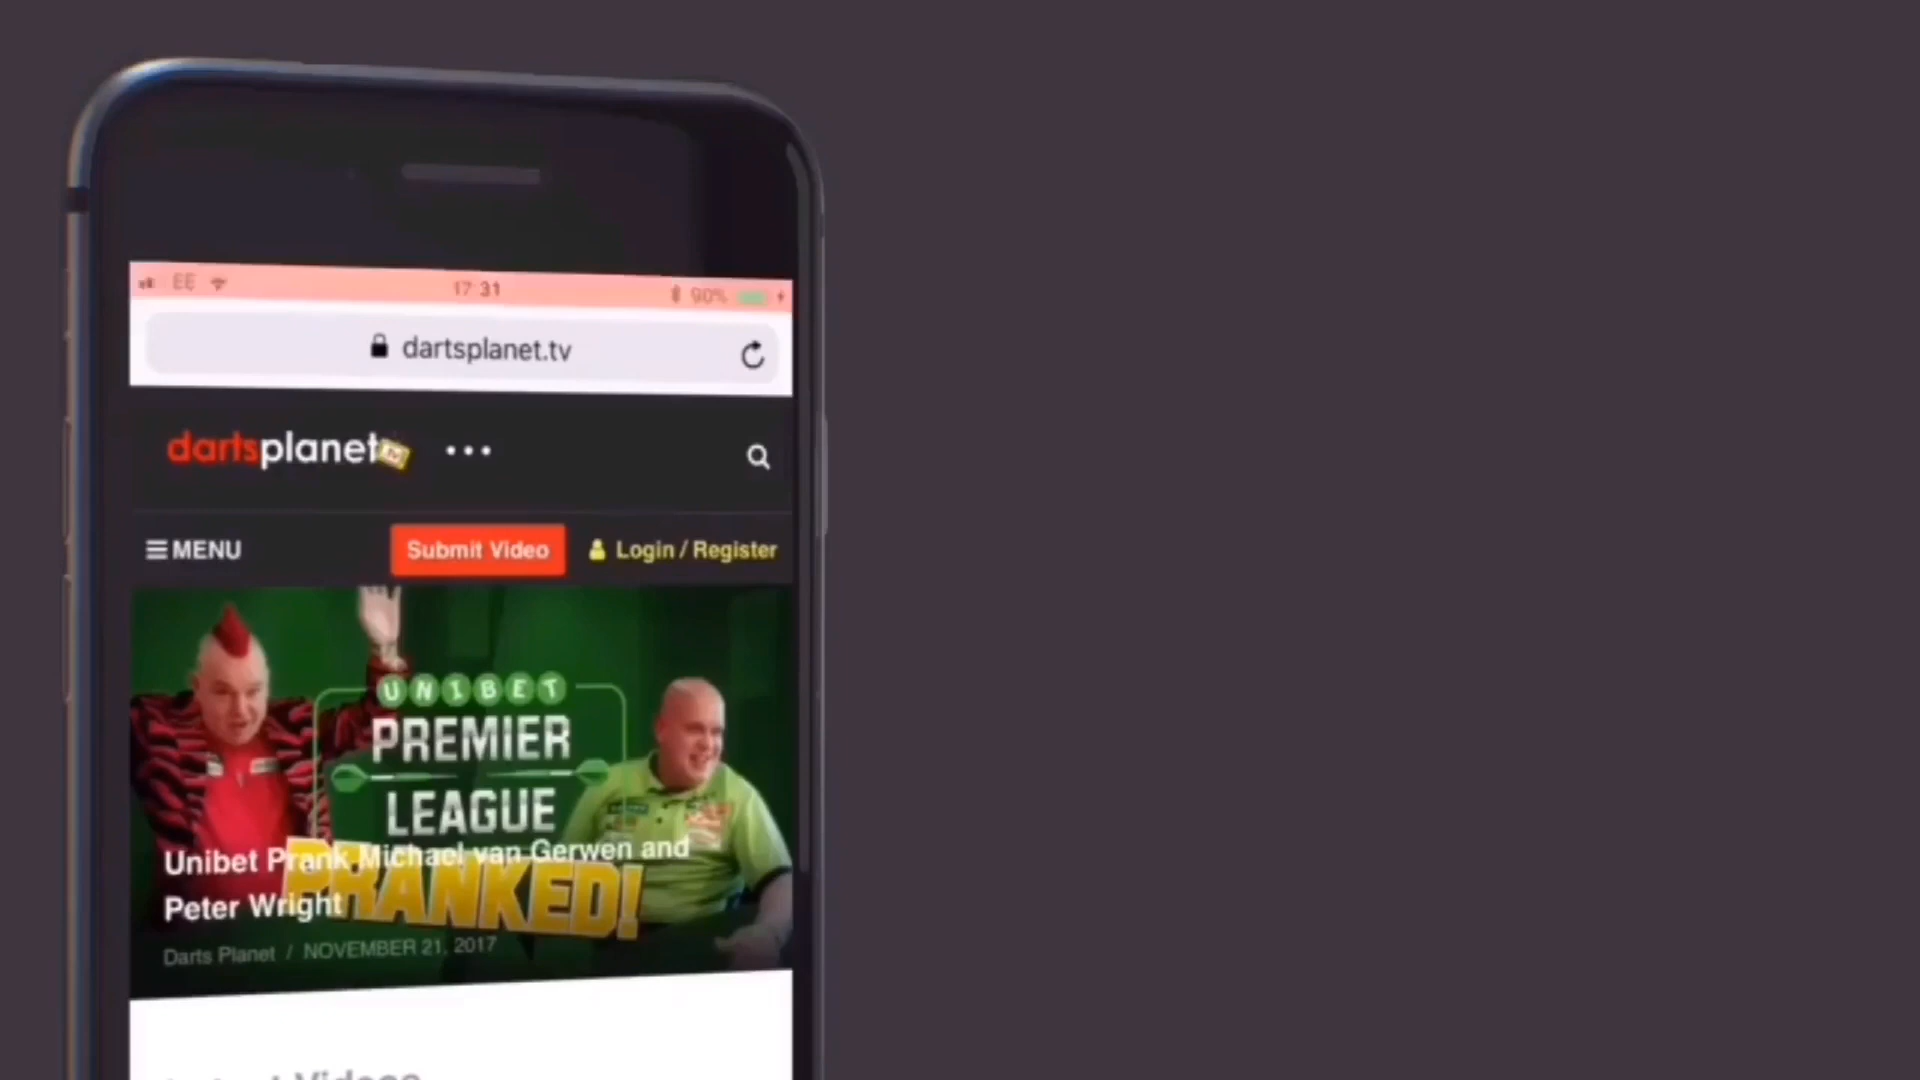 EE 17 31 90%
dartsplanet.tv
dartsplanet •••
MENU Submit Video Login / Register
UNIBET
PREMIER
LEAGUE
PRANKED!
Unibet Prank Michael van Gerwen and
Peter Wright
Darts Planet / NOVEMBER 21, 2017
Videos